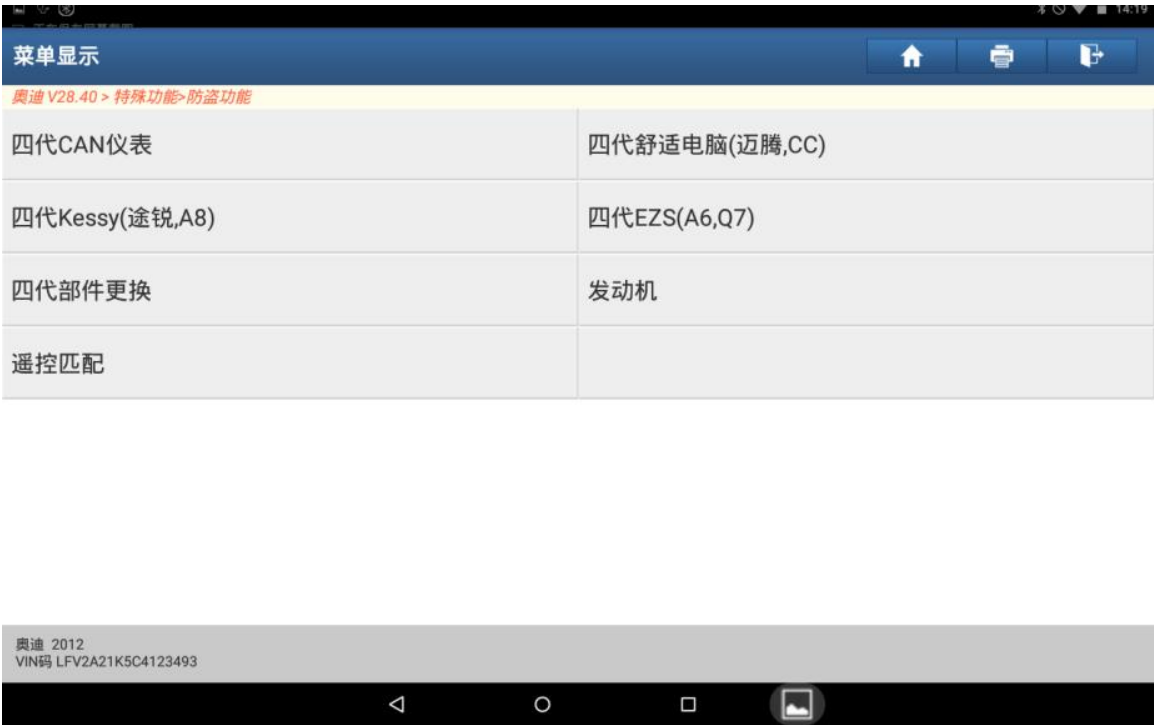 14:19
菜单显示
奥迪 V28.40 > 特殊功能>防盗功能
四代CAN仪表
四代舒适电脑(迈腾,CC)
四代Kessy(途锐,A8)
四代EZS(A6,Q7)
四代部件更换
发动机
遥控匹配
奥迪 2012
VIN码 LFV2A21K5C4123493